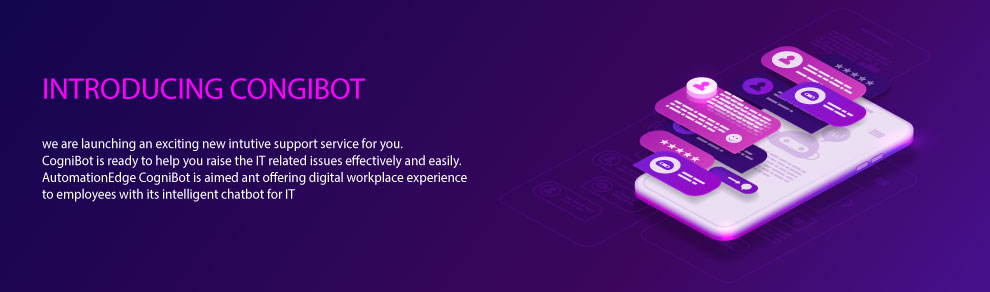 INTRODUCING CONGIBOT
we are launching an exciting new intutive support service for you.
CogniBot is ready to help you raise the IT related issues effectively and easily.
AutomationEdge CogniBot is aimed ant offering digital workplace experience
to employees with its intelligent chatbot for IT